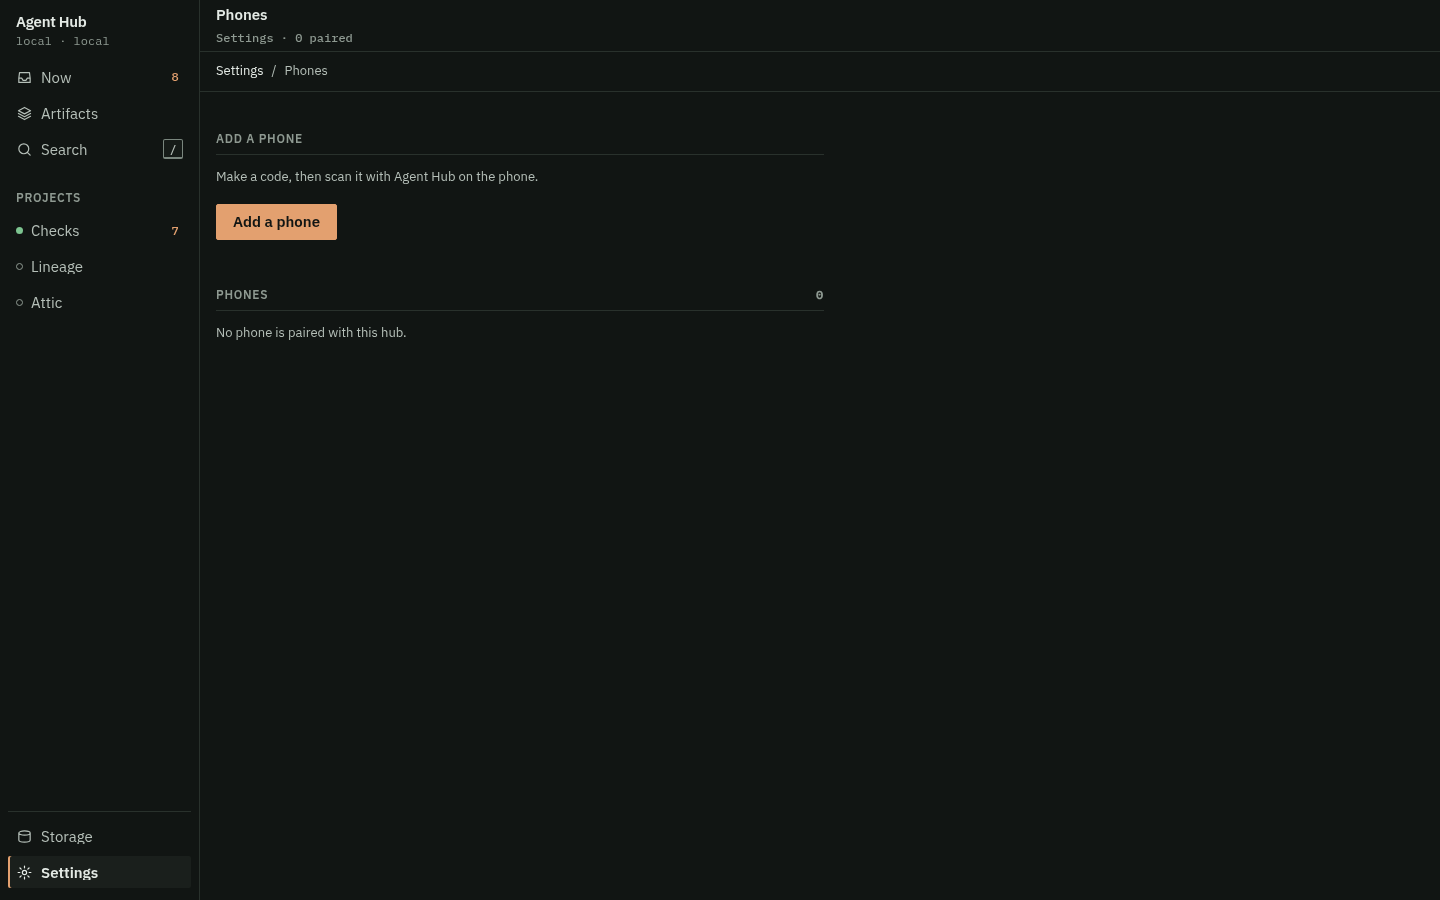 Agent Hub
local · local
Now 8
Artifacts
Search /
PROJECTS
Checks 7
Lineage
Attic
Storage
Settings
Phones
Settings · 0 paired
Settings / Phones
ADD A PHONE
Make a code, then scan it with Agent Hub on the phone.
Add a phone
PHONES 0
No phone is paired with this hub.